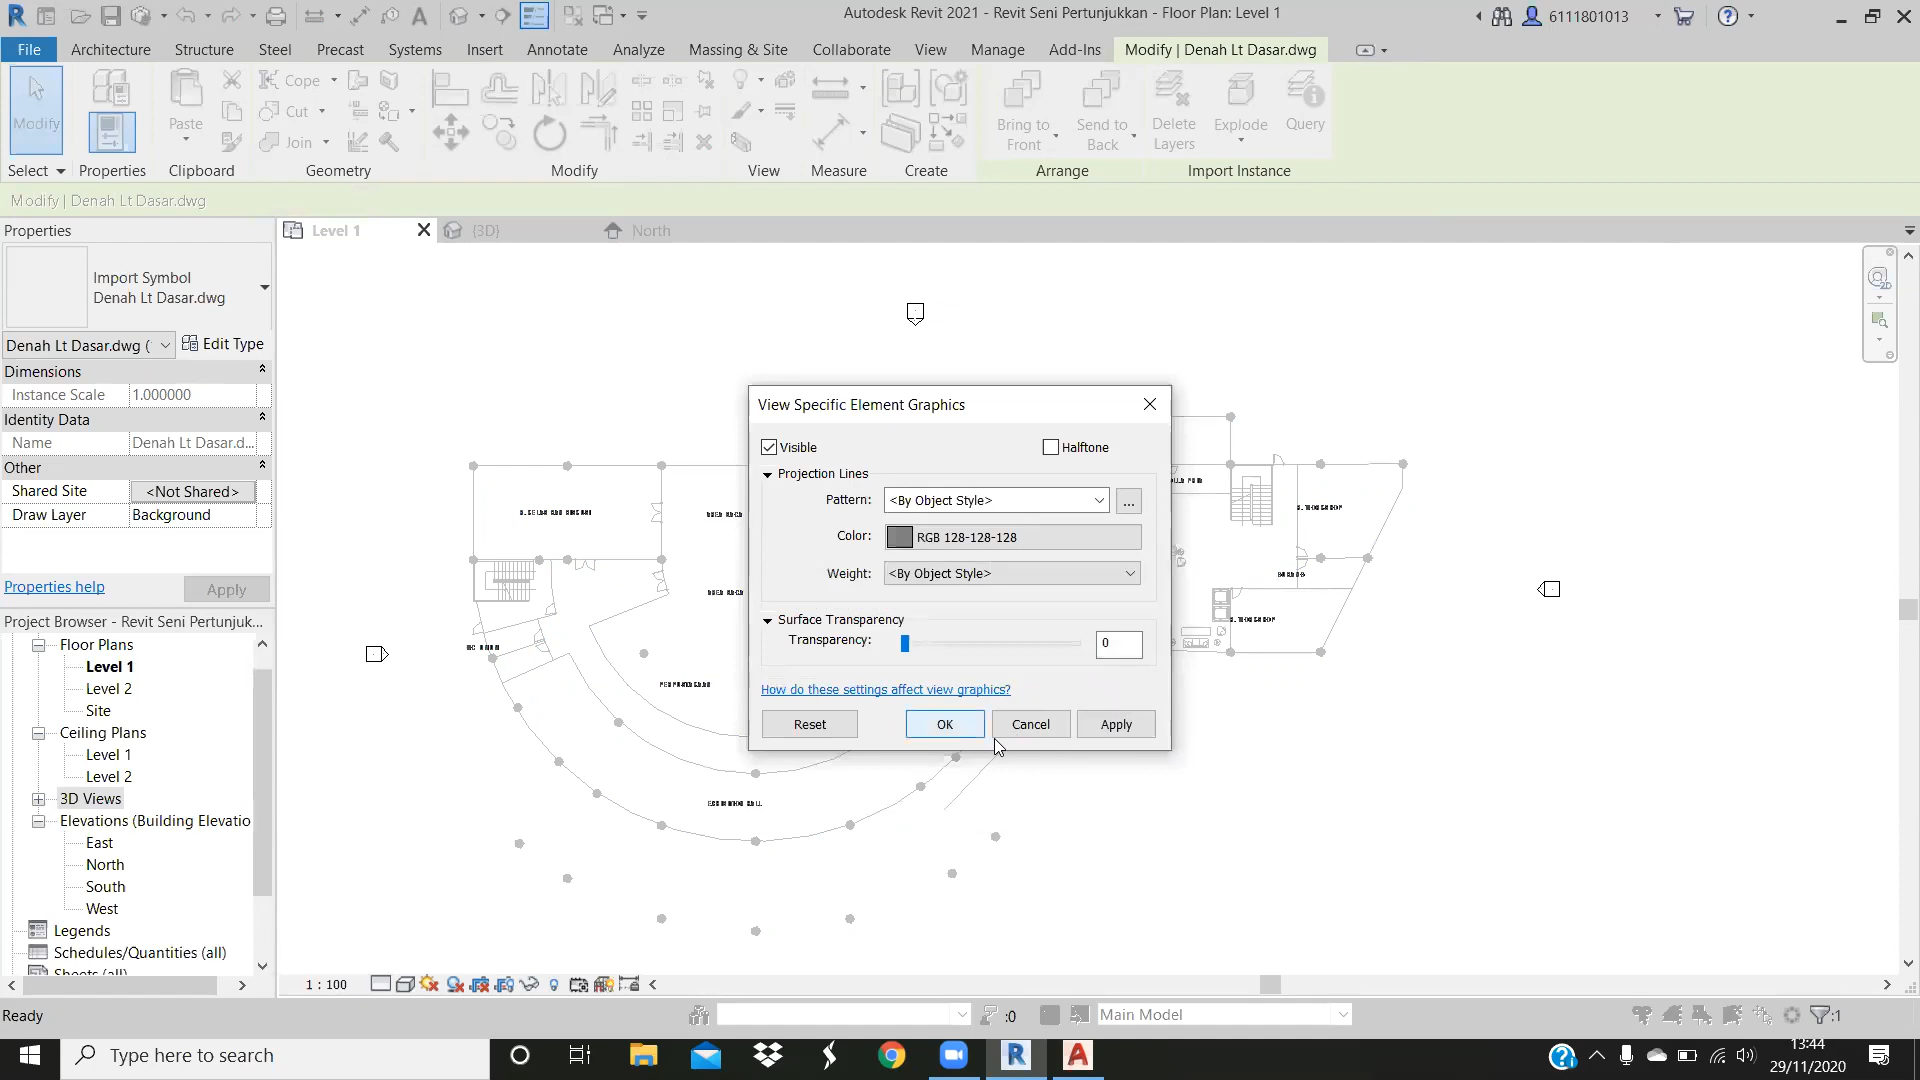 Autodesk Revit 2021 - Revit Seni Pertunjukkan - Floor Plan: Level 1
6111801013
File Architecture Structure Steel Precast Systems Insert Annotate Analyze Massing & Site Collaborate View Manage Add-Ins Modify | Denah Lt Dasar.dwg
Modify
Paste
Cope
Cut
Join
Bring to Front
Send to Back
Delete Layers
Explode
Query
Select Properties Clipboard Geometry Modify View Measure Create Arrange Import Instance
Modify | Denah Lt Dasar.dwg
Properties
Level 1
{3D}
North
Import Symbol
Denah Lt Dasar.dwg
Denah Lt Dasar.dwg (
Edit Type
Dimensions
Instance Scale 1.000000
Identity Data
Name Denah Lt Dasar.d...
Other
Shared Site <Not Shared>
Draw Layer Background
Properties help
Apply
Project Browser - Revit Seni Pertunjuk...
Floor Plans
Level 1
Level 2
Site
Ceiling Plans
Level 1
Level 2
3D Views
Elevations (Building Elevatio
East
North
South
West
Legends
Schedules/Quantities (all)
Sheets (all)
View Specific Element Graphics
Visible
Halftone
Projection Lines
Pattern: <By Object Style>
...
Color: RGB 128-128-128
Weight: <By Object Style>
Surface Transparency
Transparency: 0
How do these settings affect view graphics?
Reset
OK
Cancel
Apply
2D
1 : 100
Ready
:0
Main Model
:1
Type here to search
13:44
29/11/2020